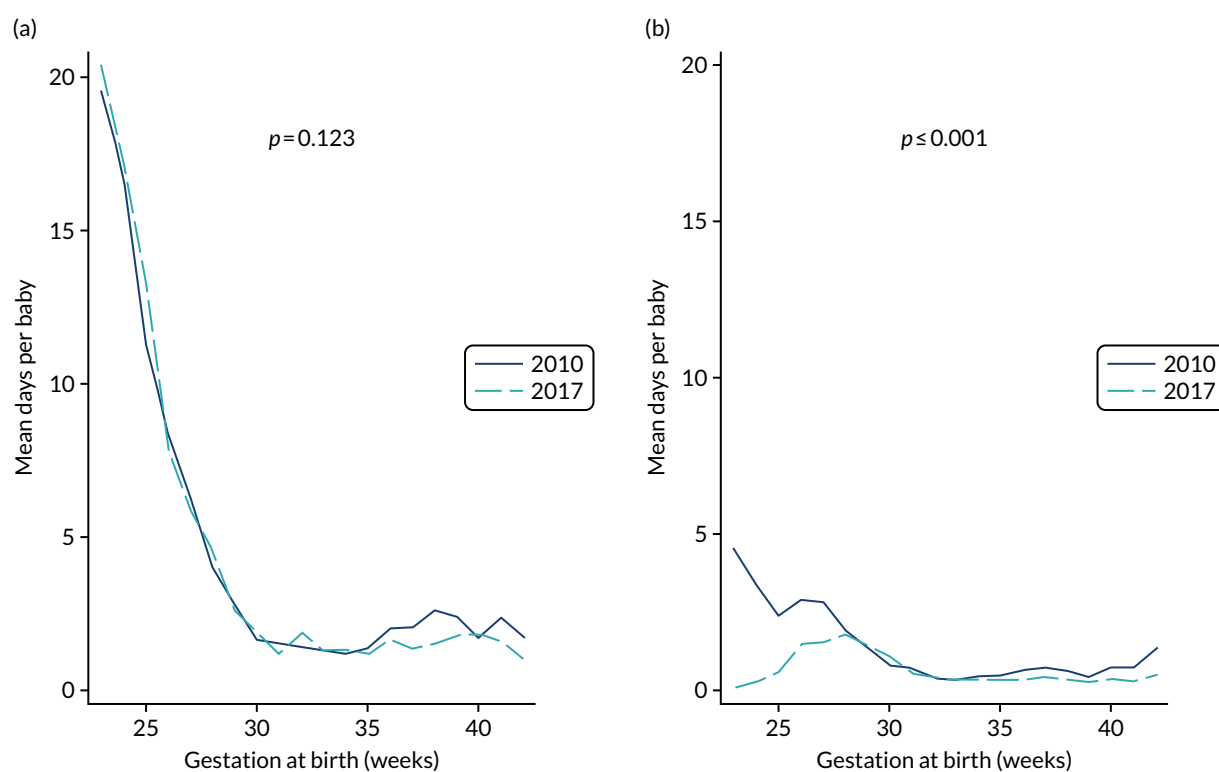 (a)
20
15
10
5
0
Mean days per baby
p=0.123
2010
2017
25 30 35 40
Gestation at birth (weeks)
(b)
20
15
10
5
0
Mean days per baby
p≤0.001
2010
2017
25 30 35 40
Gestation at birth (weeks)